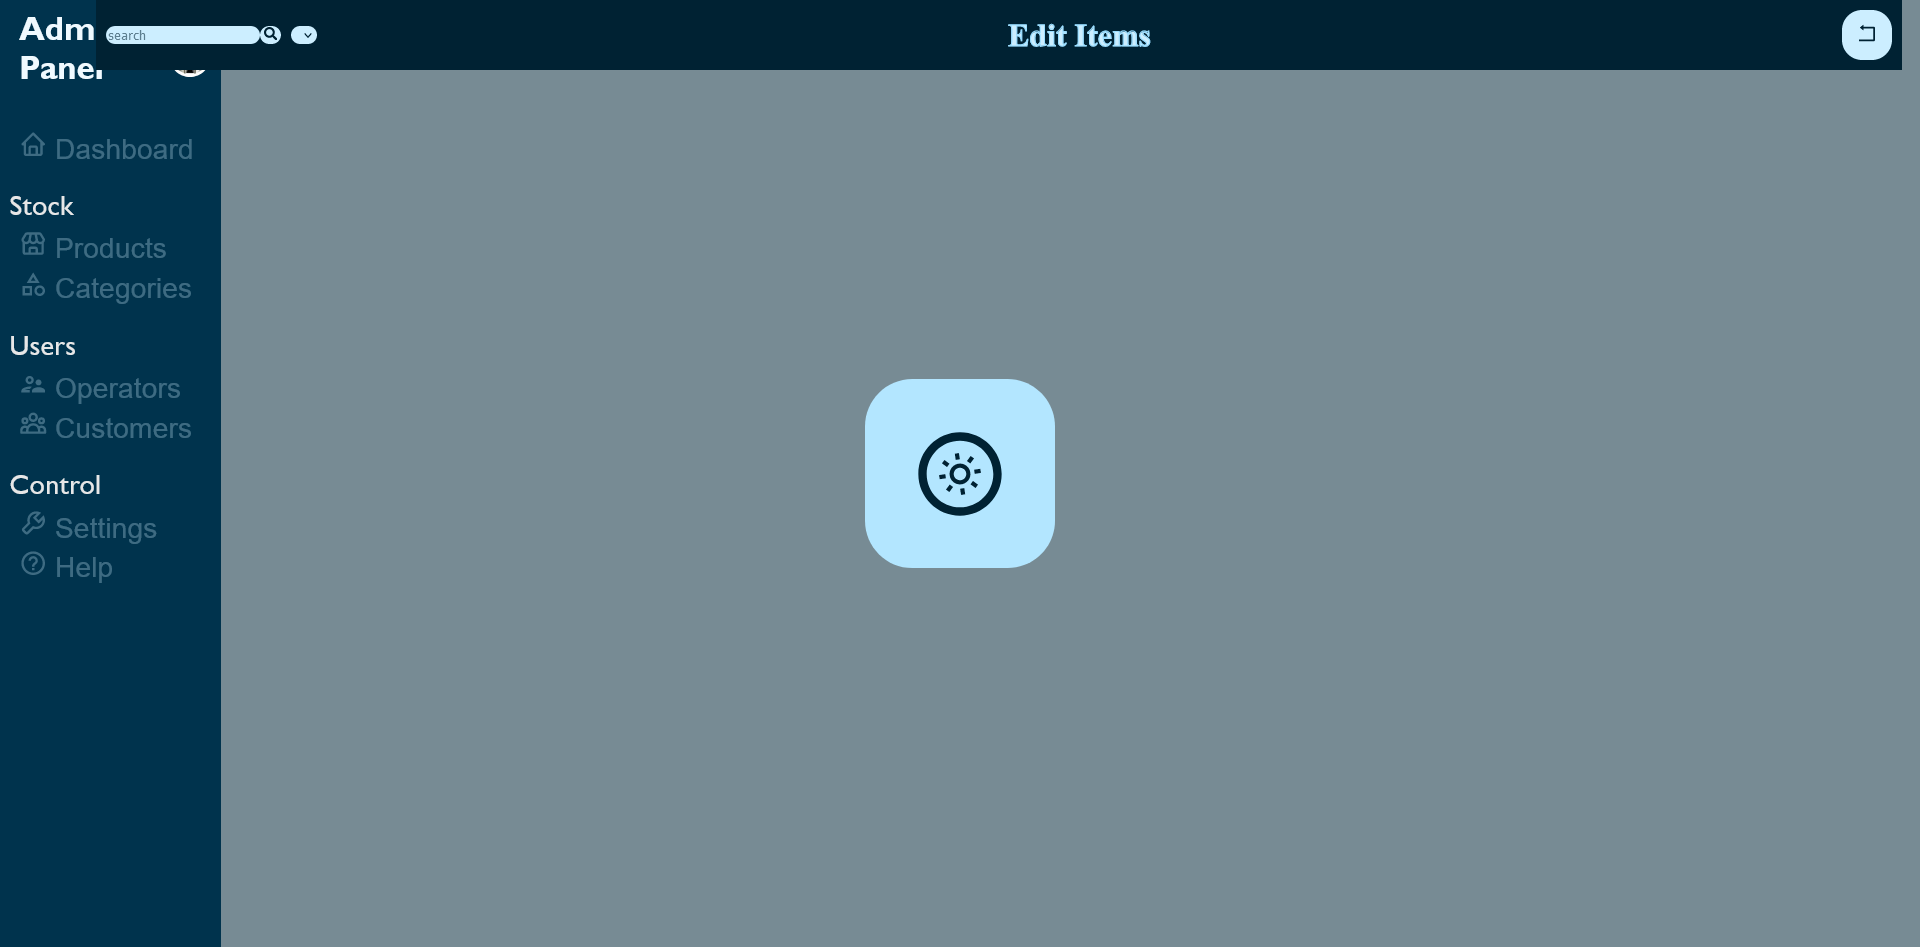 Adm
Panel
search
Edit Items
Dashboard
Stock
Products
Categories
Users
Operators
Customers
Control
Settings
Help